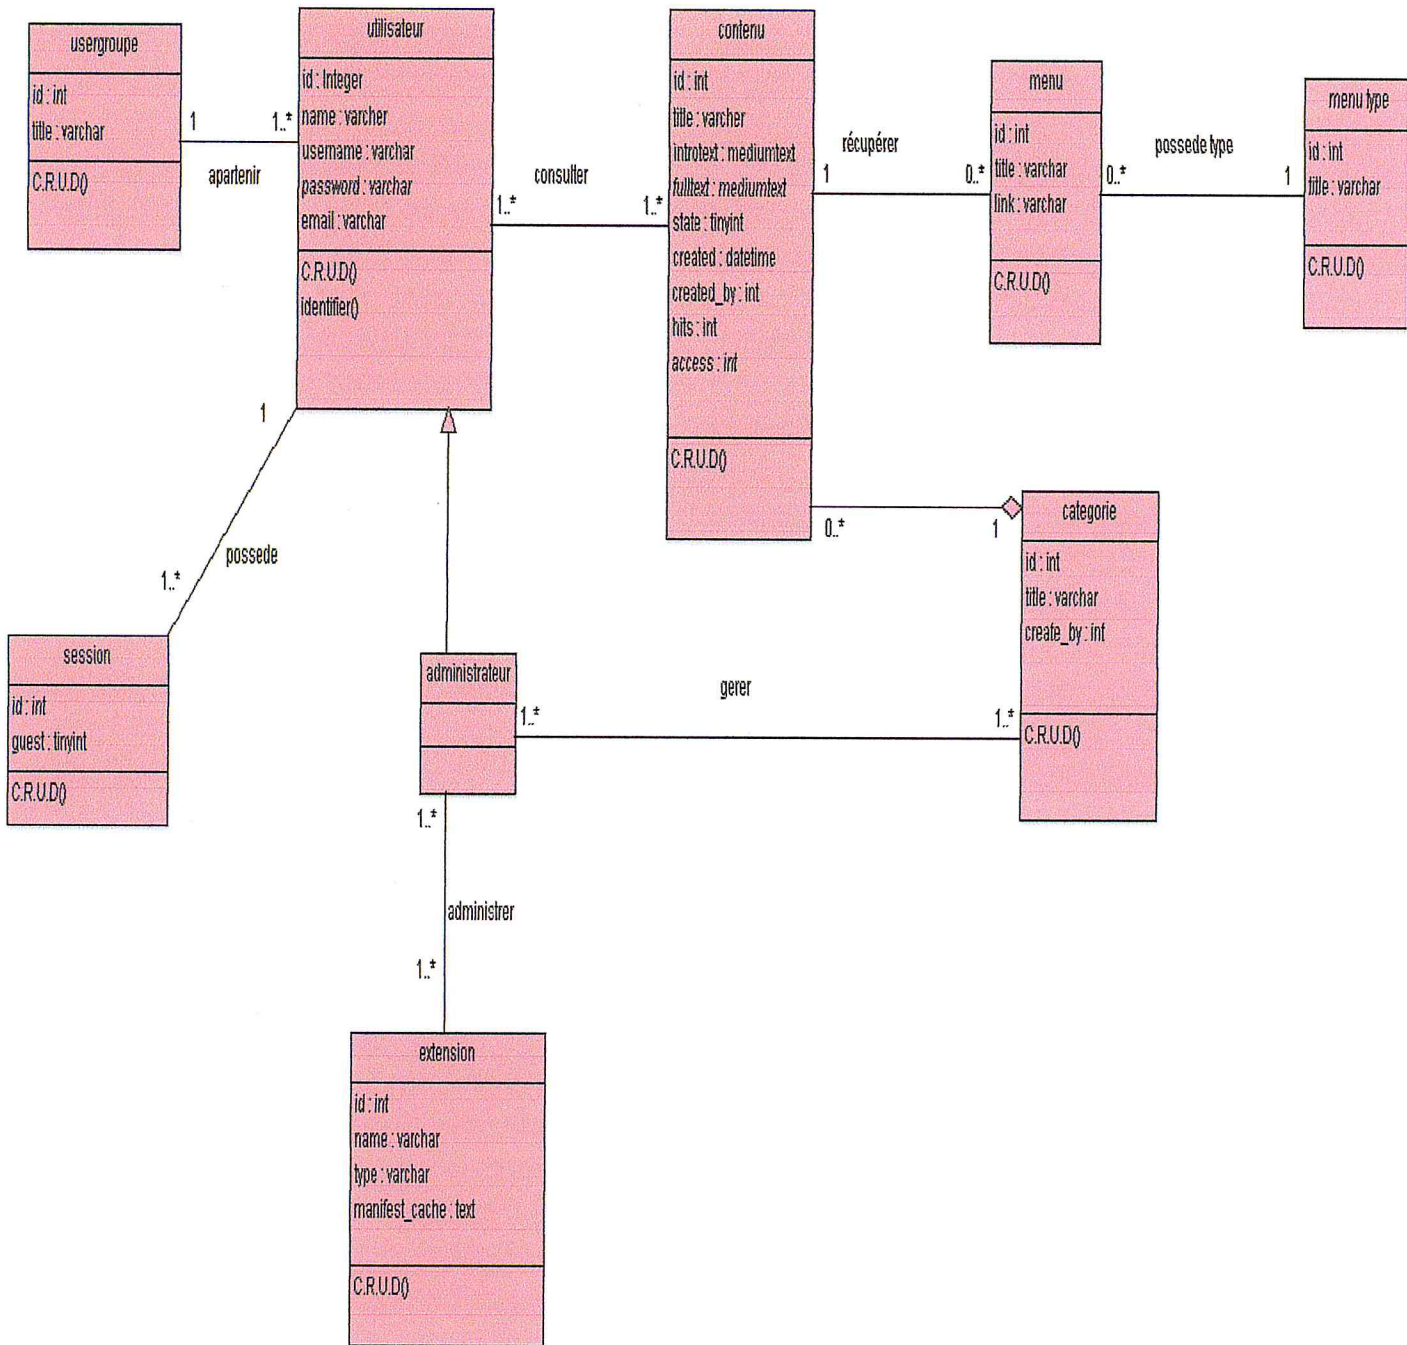 usergroupe
id : int
title : varchar
C.R.U.D()
1
1..*
apartenir
utilisateur
id : Integer
name : varcher
username : varchar
password : varchar
email : varchar
C.R.U.D()
identifier()
consulter
1..*
1..*
contenu
id : int
title : varcher
introtext : mediumtext
fulltext : mediumtext
state : tinyint
created : datetime
created_by : int
hits : int
access : int
C.R.U.D()
récupérer
1
0..*
menu
id : int
title : varchar
link : varchar
C.R.U.D()
possede type
0..*
1
menu type
id : int
title : varchar
C.R.U.D()
1
possede
1..*
session
id : int
guest : tinyint
C.R.U.D()
0..*
1
categorie
id : int
title : varchar
create_by : int
C.R.U.D()
administrateur
gerer
1..*
1..*
1..*
administrer
1..*
extension
id : int
name : varchar
type : varchar
manifest_cache : text
C.R.U.D()